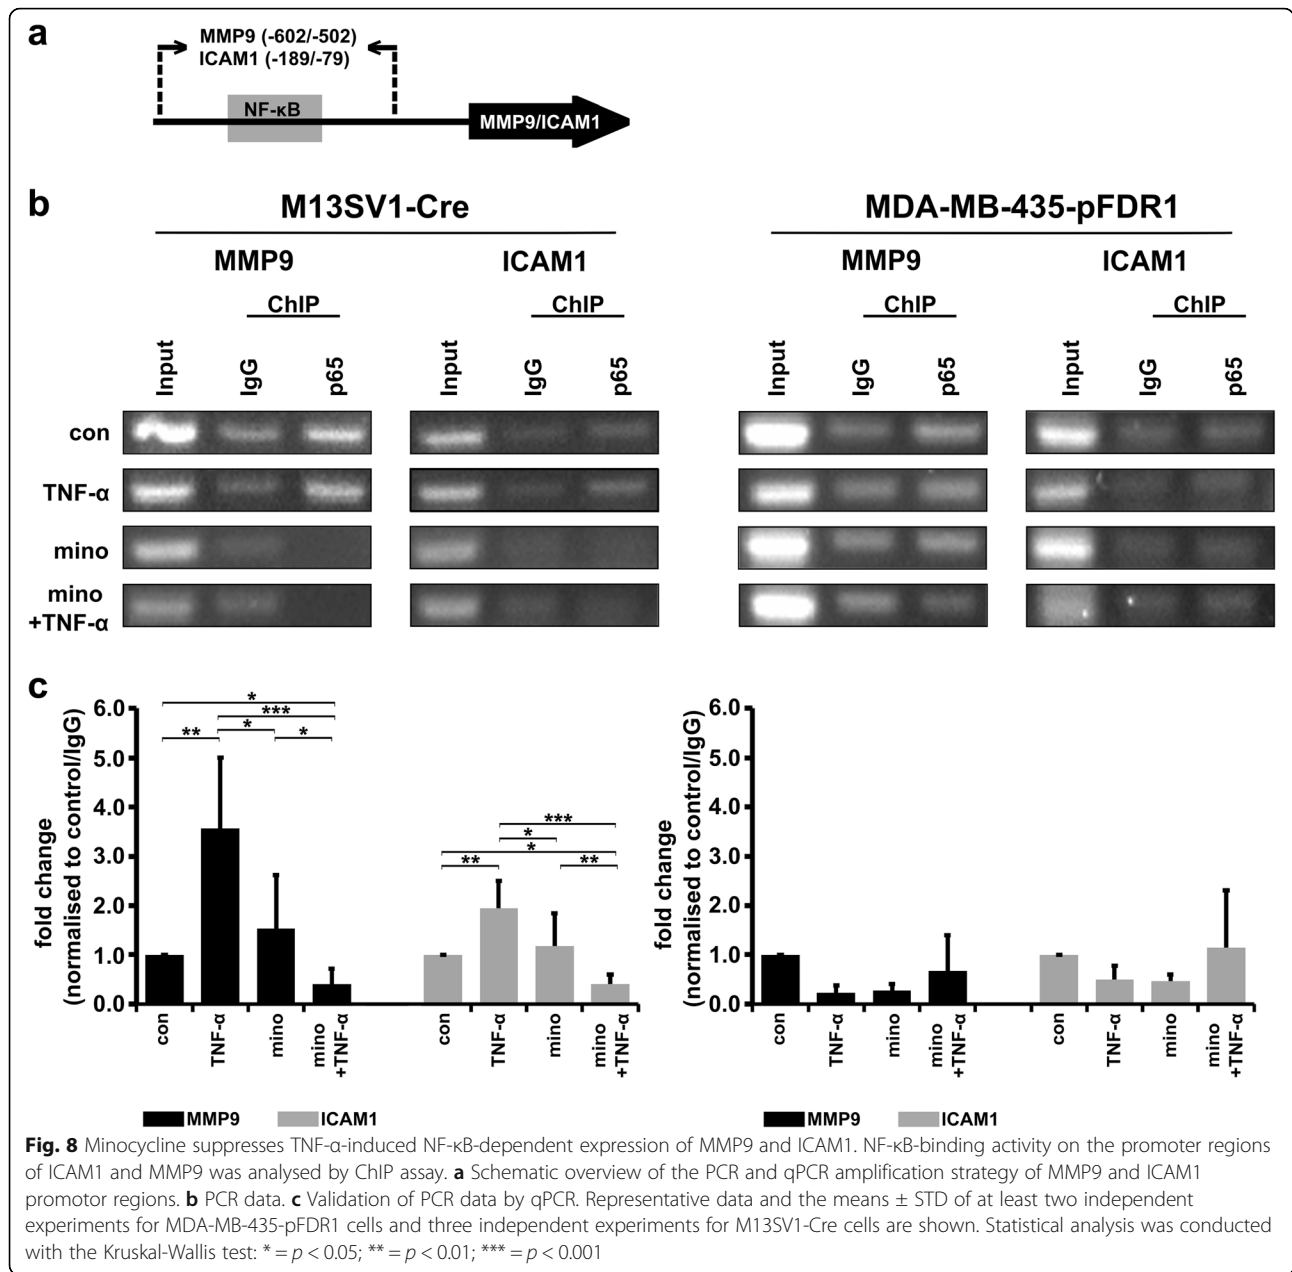 a
MMP9 (-602/-502)
ICAM1 (-189/-79)
NF-κB
MMP9/ICAM1
b
M13SV1-Cre
MDA-MB-435-pFDR1
MMP9
ICAM1
MMP9
ICAM1
ChIP
ChIP
ChIP
ChIP
Input
IgG
p65
Input
IgG
p65
Input
IgG
p65
Input
IgG
p65
con
TNF-α
mino
mino
+TNF-α
c
fold change
(normalised to control/IgG)
6.0
5.0
4.0
3.0
2.0
1.0
0.0
*
***
**
*
*
***
*
*
**
**
con
TNF-α
mino
mino
+TNF-α
con
TNF-α
mino
mino
+TNF-α
MMP9
ICAM1
fold change
(normalised to control/IgG)
6.0
5.0
4.0
3.0
2.0
1.0
0.0
con
TNF-α
mino
mino
+TNF-α
con
TNF-α
mino
mino
+TNF-α
MMP9
ICAM1
Fig. 8 Minocycline suppresses TNF-α-induced NF-κB-dependent expression of MMP9 and ICAM1. NF-κB-binding activity on the promoter regions
of ICAM1 and MMP9 was analysed by ChIP assay. a Schematic overview of the PCR and qPCR amplification strategy of MMP9 and ICAM1
promotor regions. b PCR data. c Validation of PCR data by qPCR. Representative data and the means ± STD of at least two independent
experiments for MDA-MB-435-pFDR1 cells and three independent experiments for M13SV1-Cre cells are shown. Statistical analysis was conducted
with the Kruskal-Wallis test: * = p < 0.05; ** = p < 0.01; *** = p < 0.001